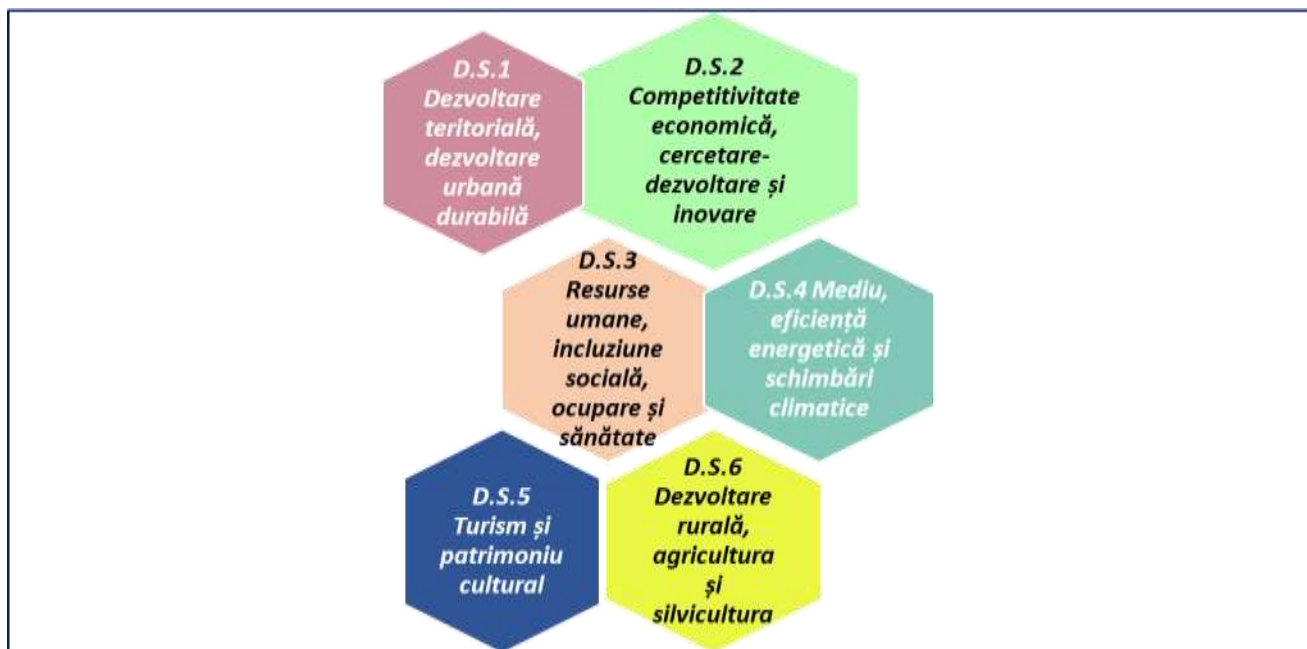 D.S.1
Dezvoltare
teritorială,
dezvoltare
urbană
durabilă
D.S.2
Competitivitate
economică,
cercetare-
dezvoltare și
inovare
D.S.3
Resurse
umane,
incluziune
socială,
ocupare și
sănătate
D.S.4 Mediu,
eficiență
energetică și
schimbări
climatice
D.S.5
Turism și
patrimoniu
cultural
D.S.6
Dezvoltare
rurală,
agricultura
și
silvicultura